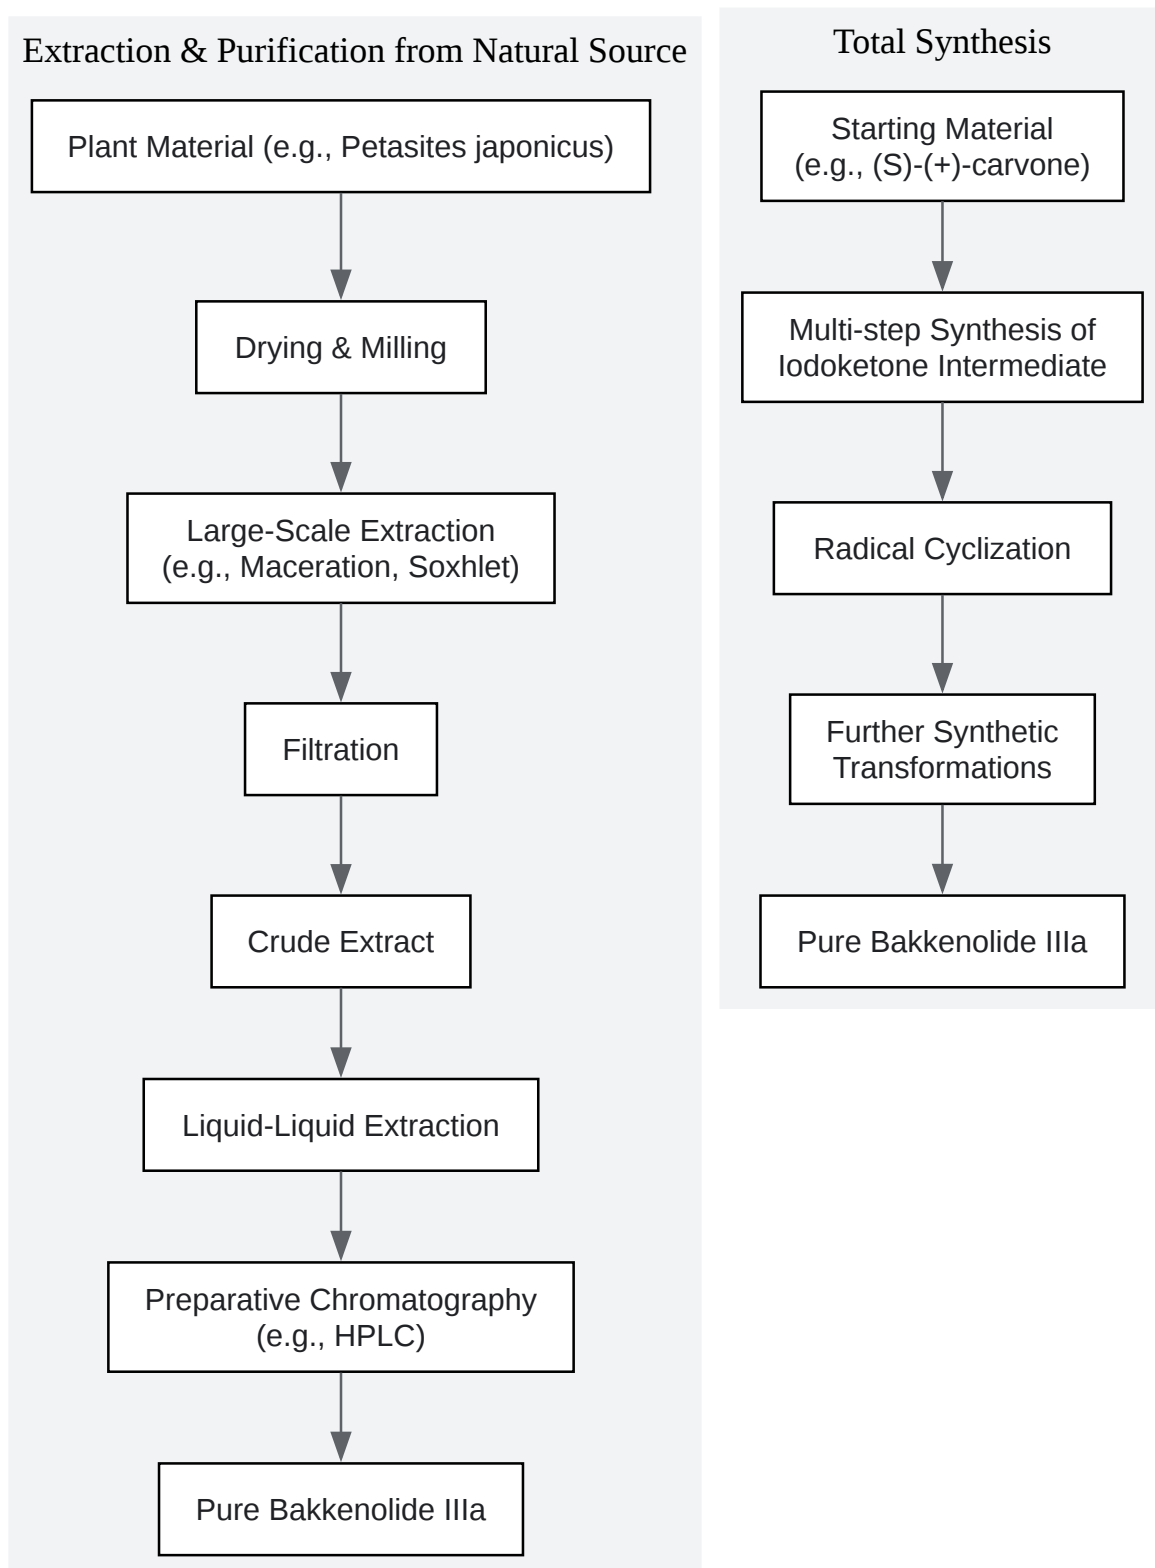 Extraction & Purification from Natural Source
Plant Material (e.g., Petasites japonicus)
Drying & Milling
Large-Scale Extraction
(e.g., Maceration, Soxhlet)
Filtration
Crude Extract
Liquid-Liquid Extraction
Preparative Chromatography
(e.g., HPLC)
Pure Bakkenolide IIIa
Total Synthesis
Starting Material
(e.g., (S)-(+)-carvone)
Multi-step Synthesis of
Iodoketone Intermediate
Radical Cyclization
Further Synthetic
Transformations
Pure Bakkenolide IIIa